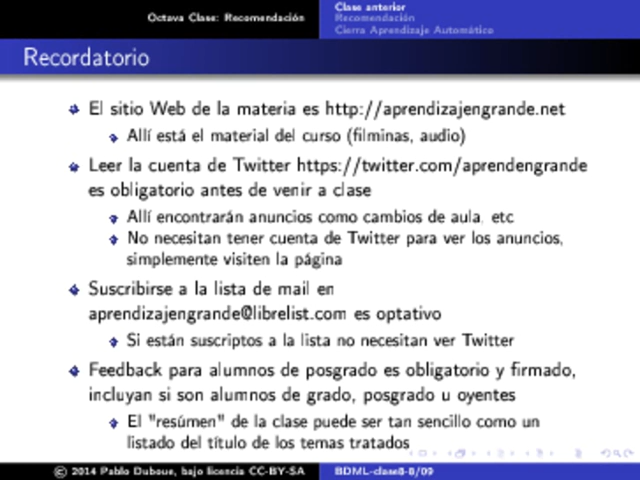 Octava Clase: Recomendación
Clase anterior
Recomendación
Cierra Aprendizaje Automático
Recordatorio
El sitio Web de la materia es http://aprendizajengrande.net
Allí está el material del curso (filminas, audio)
Leer la cuenta de Twitter https://twitter.com/aprendengrande
es obligatorio antes de venir a clase
Allí encontrarán anuncios como cambios de aula, etc
No necesitan tener cuenta de Twitter para ver los anuncios,
simplemente visiten la página
Suscribirse a la lista de mail en
aprendizajengrande@librelist.com es optativo
Si están suscriptos a la lista no necesitan ver Twitter
Feedback para alumnos de posgrado es obligatorio y firmado,
incluyan si son alumnos de grado, posgrado u oyentes
El "resúmen" de la clase puede ser tan sencillo como un
listado del título de los temas tratados
© 2014 Pablo Duboue, bajo licencia CC-BY-SA
BDML-clase8-8/09